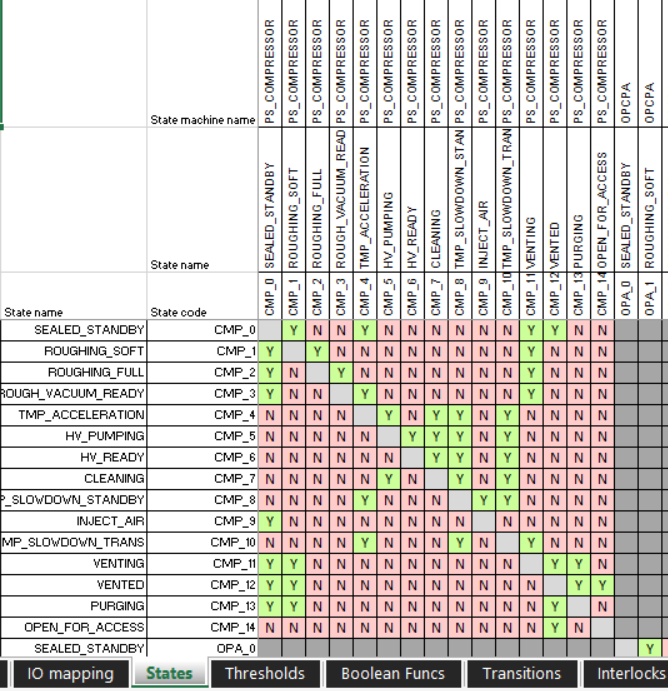 State machine name PS_COMPRESSOR PS_COMPRESSOR PS_COMPRESSOR PS_COMPRESSOR PS_COMPRESSOR PS_COMPRESSOR PS_COMPRESSOR PS_COMPRESSOR PS_COMPRESSOR PS_COMPRESSOR PS_COMPRESSOR PS_COMPRESSOR PS_COMPRESSOR PS_COMPRESSOR PS_COMPRESSOR OPCPA OPCPA
State name SEALED_STANDBY ROUGHING_SOFT ROUGHING_FULL ROUGH_VACUUM_READ TMP_ACCELERATION HV_PUMPING HV_READY CLEANING TMP_SLOWDOWN_STAN INJECT_AIR TMP_SLOWDOWN_TRAN VENTING VENTED PURGING OPEN_FOR_ACCESS SEALED_STANDBY ROUGHING_SOFT
State name State code CMP_0 CMP_1 CMP_2 CMP_3 CMP_4 CMP_5 CMP_6 CMP_7 CMP_8 CMP_9 CMP_10 CMP_11 CMP_12 CMP_13 CMP_14 OPA_0 OPA_1
SEALED_STANDBY CMP_0 Y N N Y N N N N N N Y Y N N
ROUGHING_SOFT CMP_1 Y Y N N N N N N N N Y N N N
ROUGHING_FULL CMP_2 Y N Y N N N N N N N Y N N N
ROUGH_VACUUM_READY CMP_3 Y N N Y N N N N N N Y N N N
TMP_ACCELERATION CMP_4 N N N N Y N Y Y N Y N N N N
HV_PUMPING CMP_5 N N N N N Y Y Y N Y N N N N
HV_READY CMP_6 N N N N N N Y Y N Y N N N N
CLEANING CMP_7 N N N N N Y N Y N Y N N N N
P_SLOWDOWN_STANDBY CMP_8 N N N N Y N N N Y Y N N N N
INJECT_AIR CMP_9 Y N N N N N N N N N N N N N
MP_SLOWDOWN_TRANS CMP_10 N N N N Y N N N Y N Y N N N
VENTING CMP_11 Y Y N N N N N N N N N Y Y N
VENTED CMP_12 Y Y N N N N N N N N N N Y Y
PURGING CMP_13 Y Y N N N N N N N N N N Y N
OPEN_FOR_ACCESS CMP_14 N N N N N N N N N N N N Y N
SEALED_STANDBY OPA_0 Y
IO mapping States Thresholds Boolean Funcs Transitions Interlocks